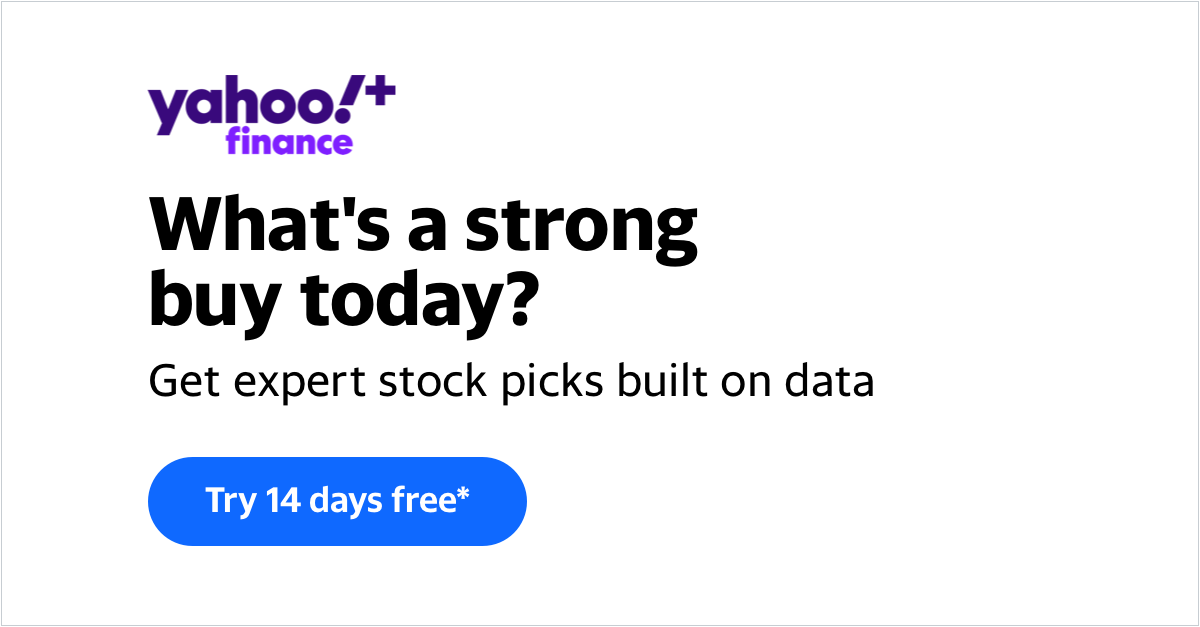 yahoo!+
finance
What's a strong
buy today?
Get expert stock picks built on data
Try 14 days free*